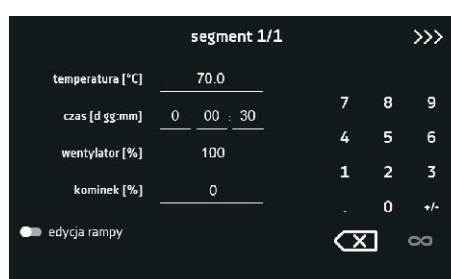 segment 1/1 >>>
temperatura [°C] 70.0
czas [d gg:mm] 0 00 : 30
7 8 9
wentylator [%] 100
4 5 6
kominek [%] 0
1 2 3
. 0 +/-
edycja rampy
X ∞